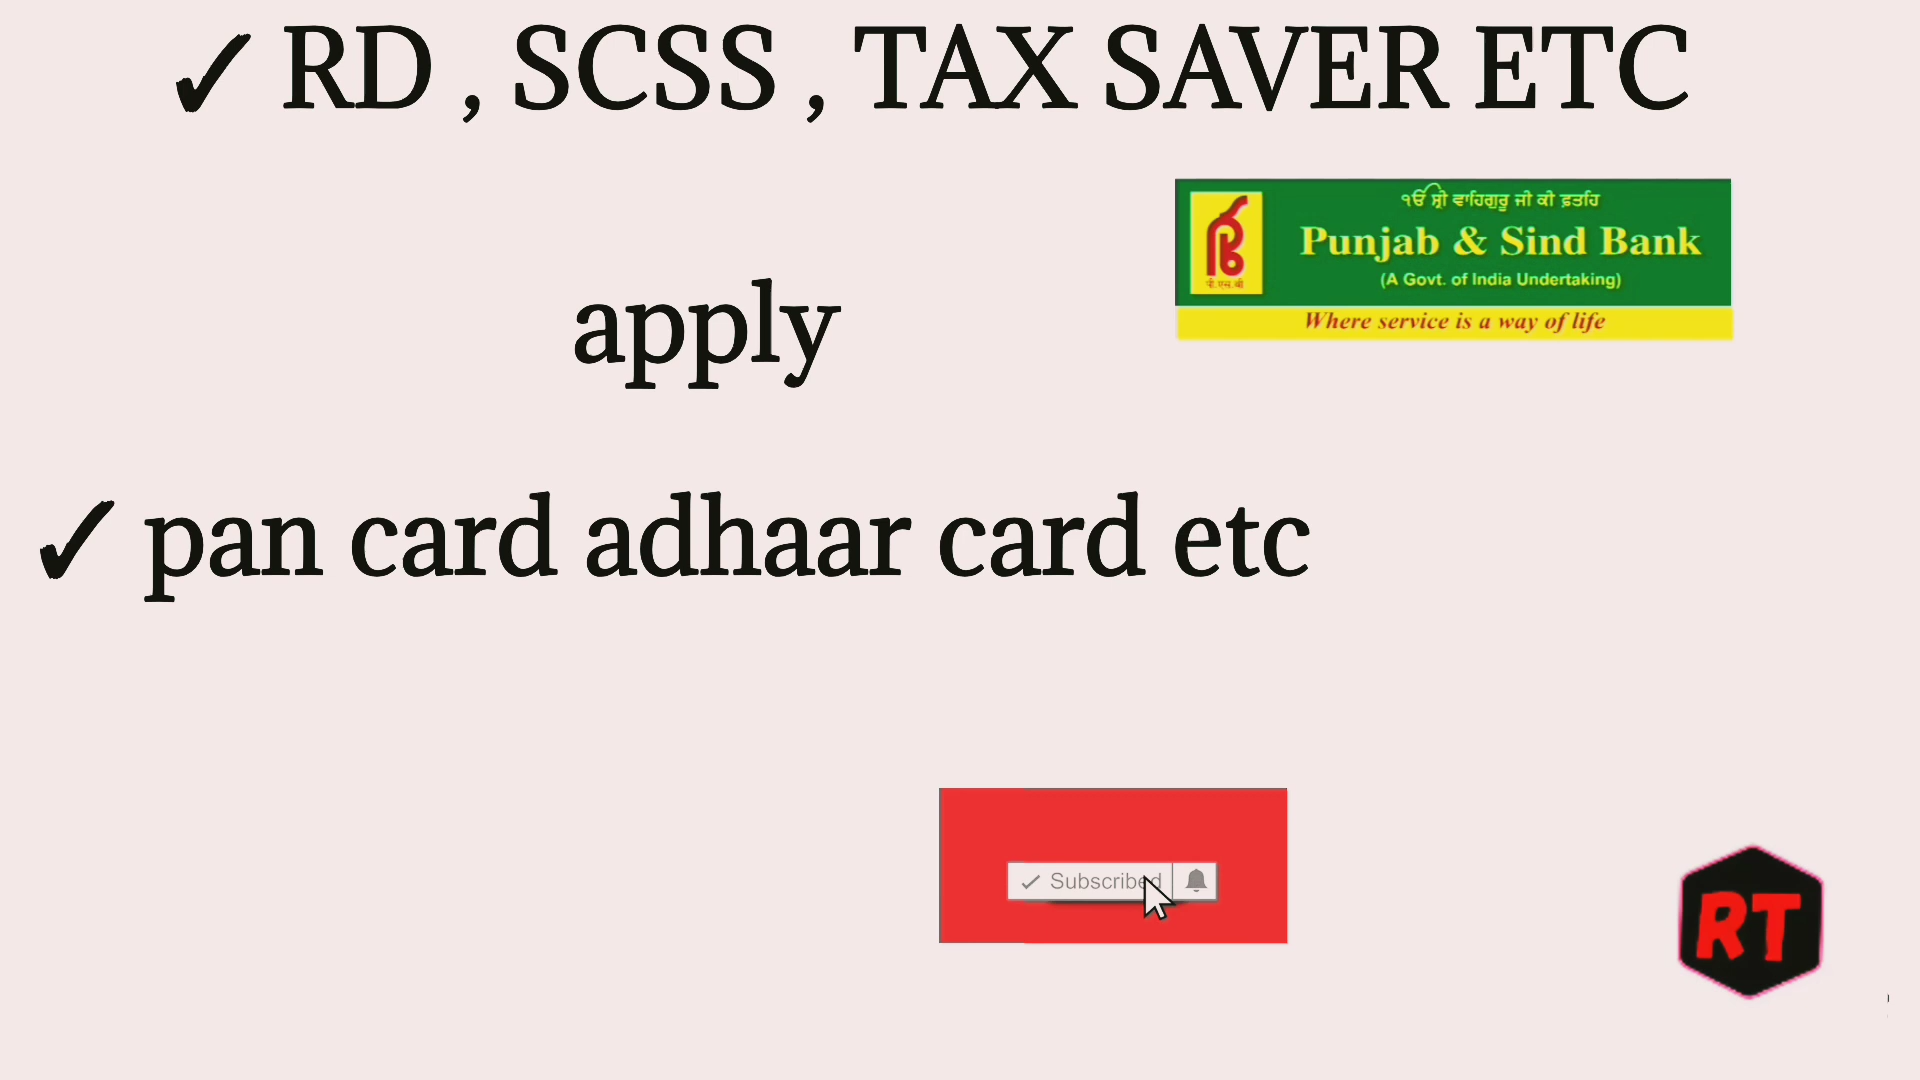 ✓ RD , SCSS , TAX SAVER ETC
ੴ ਸ੍ਰੀ ਵਾਹਿਗੁਰੂ ਜੀ ਕੀ ਫ਼ਤਹਿ
Punjab & Sind Bank
(A Govt. of India Undertaking)
पी.एस.बी
Where service is a way of life
apply
✓ pan card adhaar card etc
Subscribed
RT